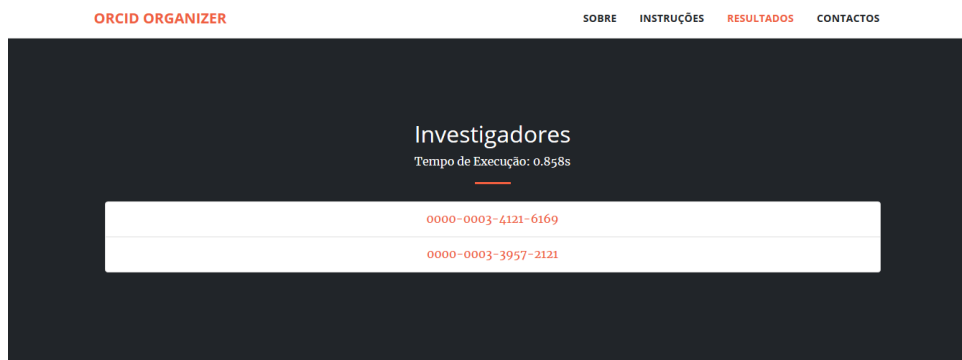 ORCID ORGANIZER SOBRE INSTRUÇÕES RESULTADOS CONTACTOS
Investigadores
Tempo de Execução: 0.858s
0000-0003-4121-6169
0000-0003-3957-2121